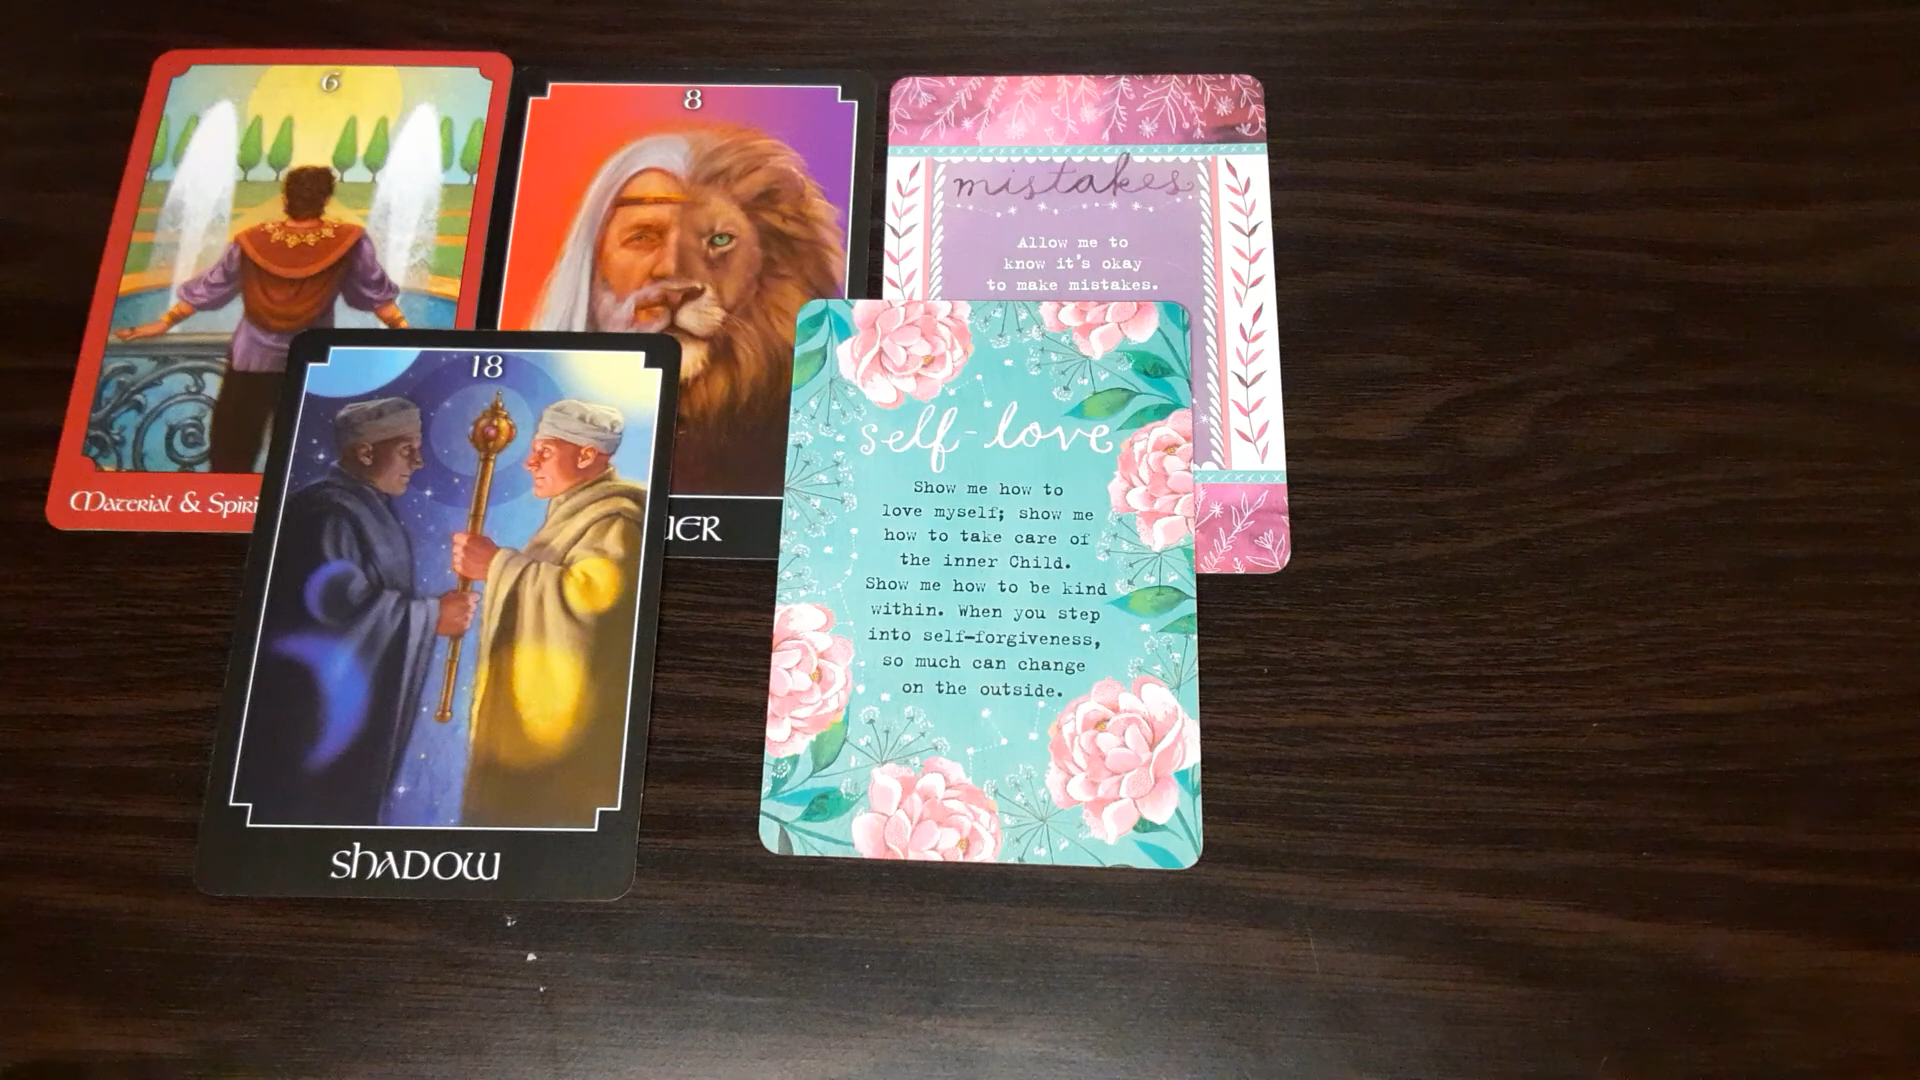 6
Material & Spiri
8
mistakes
Allow me to
know it's okay
to make mistakes.
18
SHADOW
self-love
Show me how to
love myself; show me
how to take care of
the inner Child.
Show me how to be kind
within. When you step
into self-forgiveness,
so much can change
on the outside.